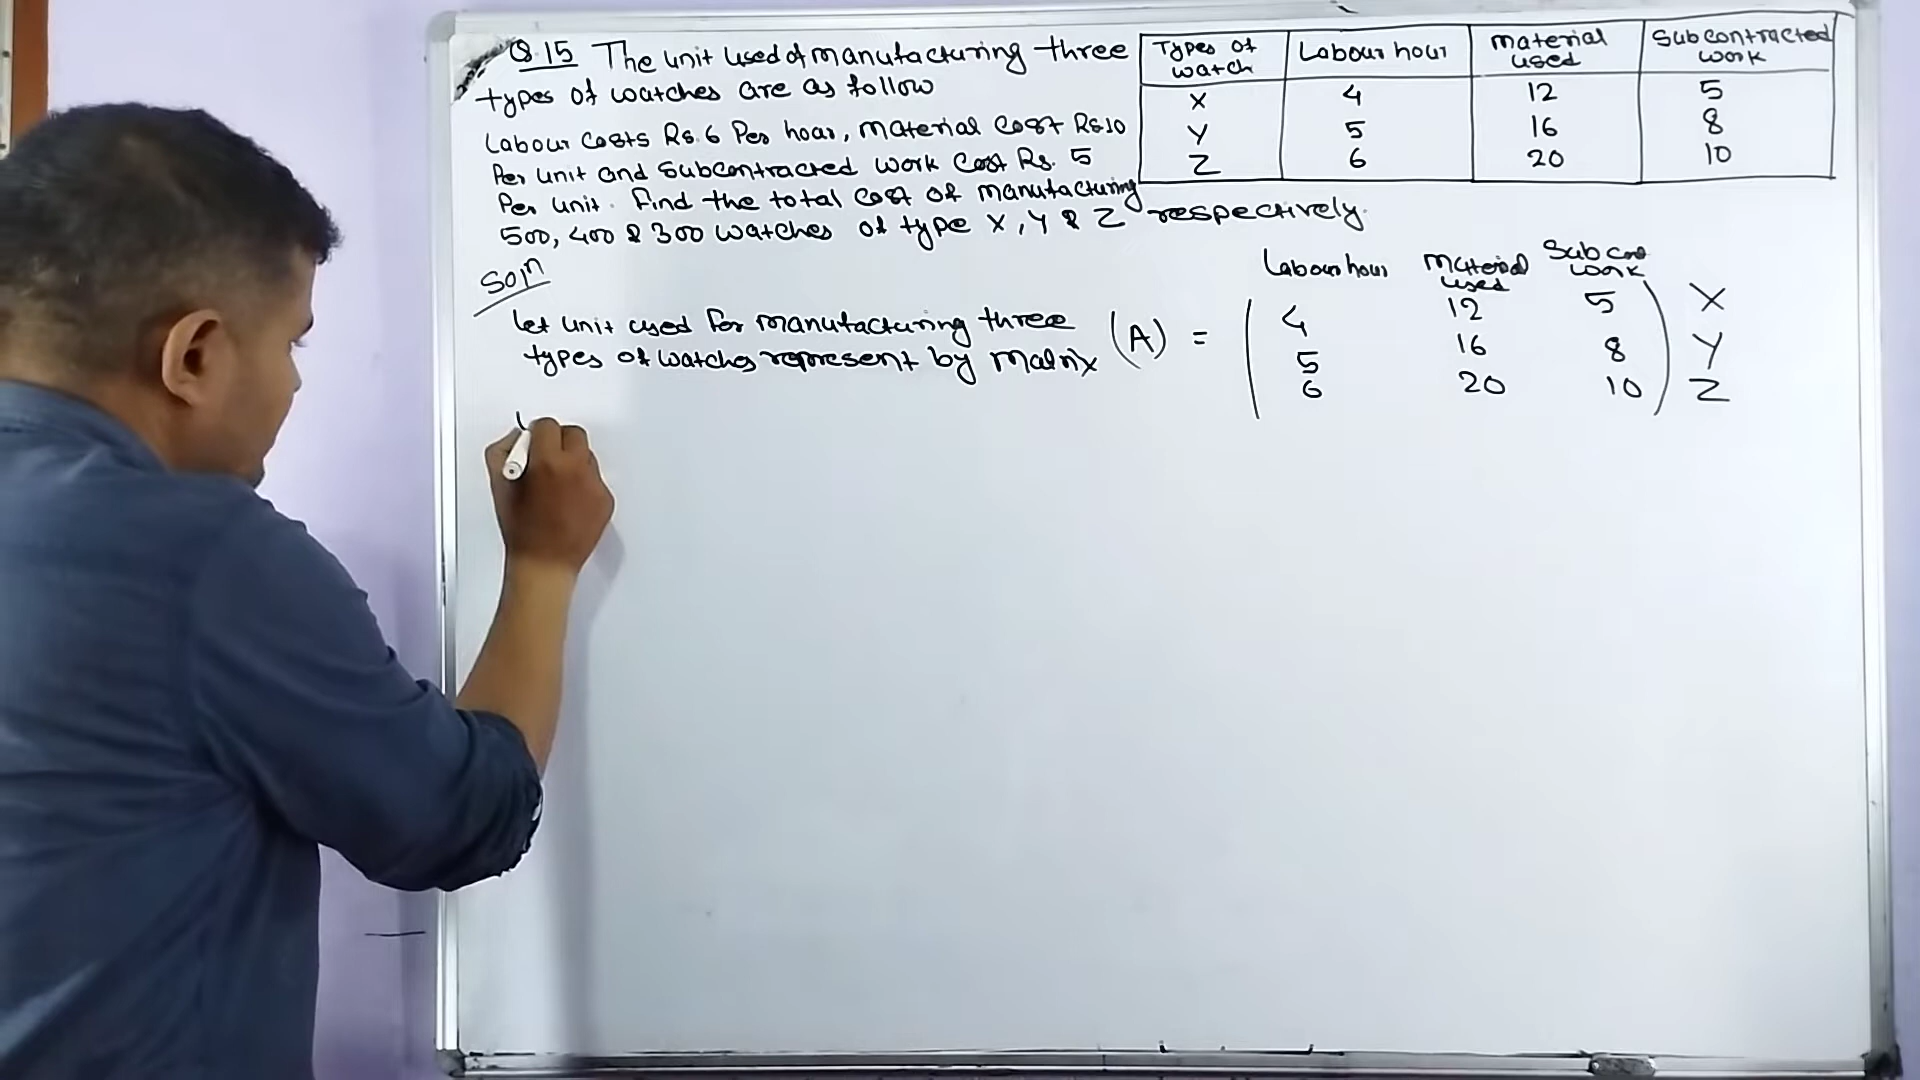 Q.15 The unit used of manufacturing three
types of watches are as follow
Labour costs Rs. 6 Per hour, Material Cost Rs.10
Per unit and Subcontracted work Cost Rs. 5
Per unit. Find the total cost of manufacturing
500, 400 & 300 watches of type X, Y & Z respectively.
Types of watch Labour hour Material used Subcontracted work
X 4 12 5
Y 5 16 8
Z 6 20 10
Solⁿ
Let unit used for manufacturing three
types of watches represent by Matrix (A) =
Labour hour Material used Sub con work
4 12 5 X
5 16 8 Y
6 20 10 Z